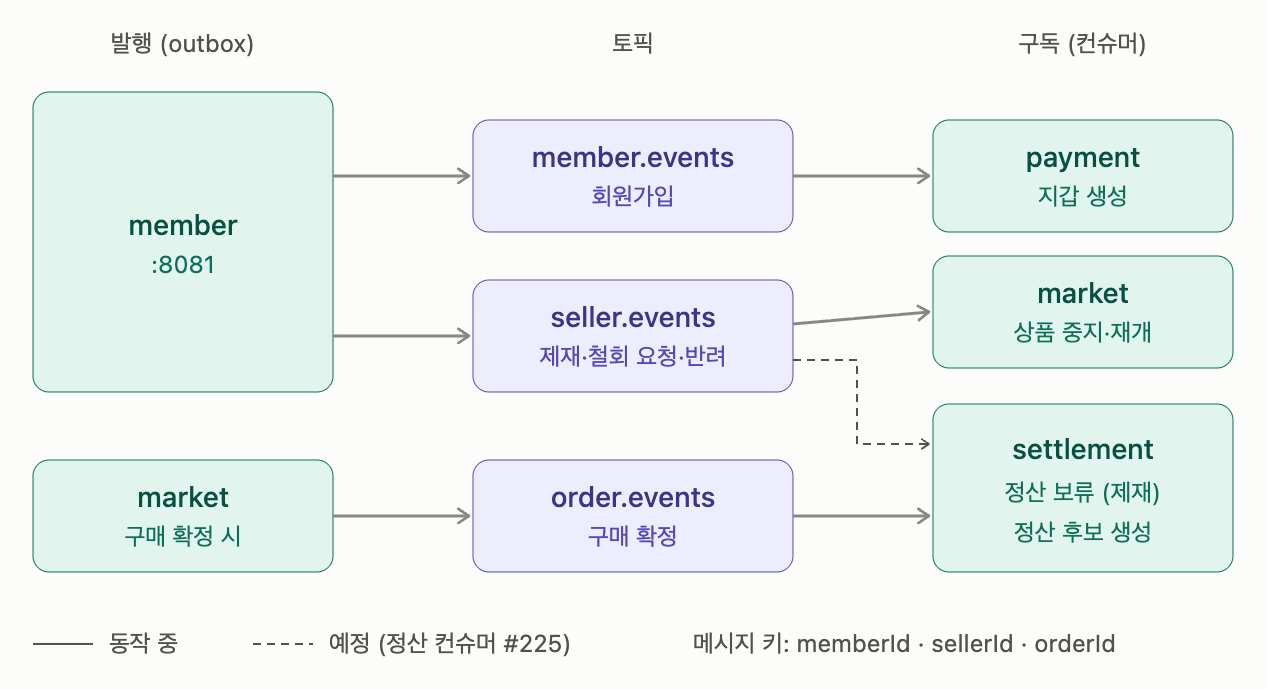 발행 (outbox)
토픽
구독 (컨슈머)
member
:8081
member.events
회원가입
payment
지갑 생성
seller.events
제재·철회 요청·반려
market
상품 중지·재개
market
구매 확정 시
order.events
구매 확정
settlement
정산 보류 (제재)
정산 후보 생성
동작 중
예정 (정산 컨슈머 #225)
메시지 키: memberId · sellerId · orderId